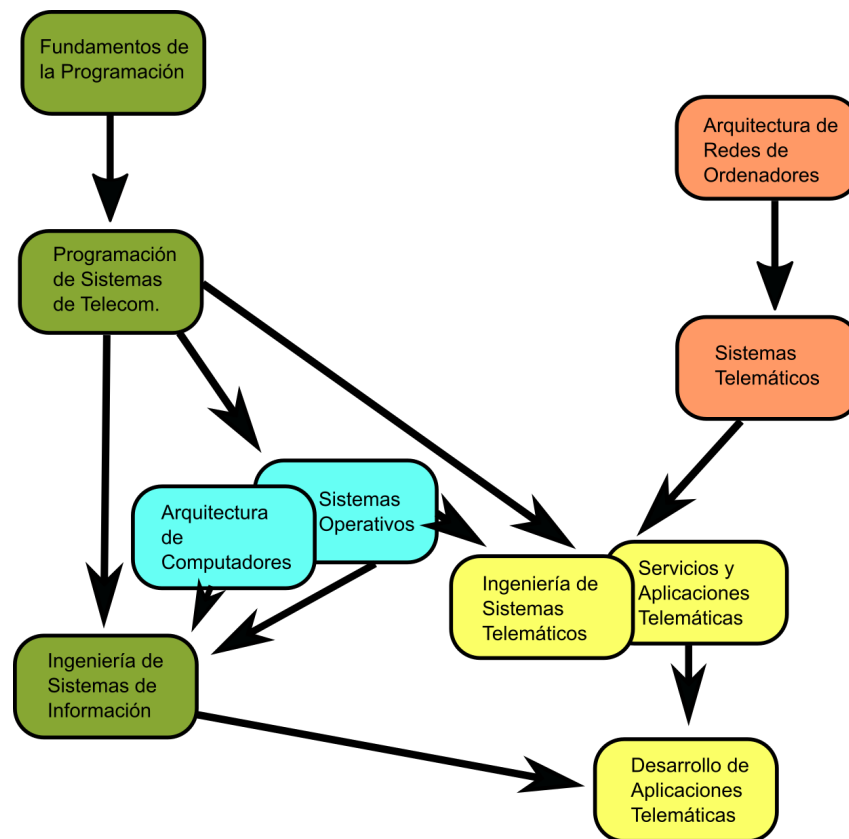 Fundamentos de
la Programación
Arquitectura de
Redes de
Ordenadores
Programación
de Sistemas
de Telecom.
Sistemas
Telemáticos
Sistemas
Operativos
Arquitectura
de
Computadores
Ingeniería de
Sistemas
Telemáticos
Servicios y
Aplicaciones
Telemáticas
Ingeniería de
Sistemas de
Información
Desarrollo de
Aplicaciones
Telemáticas